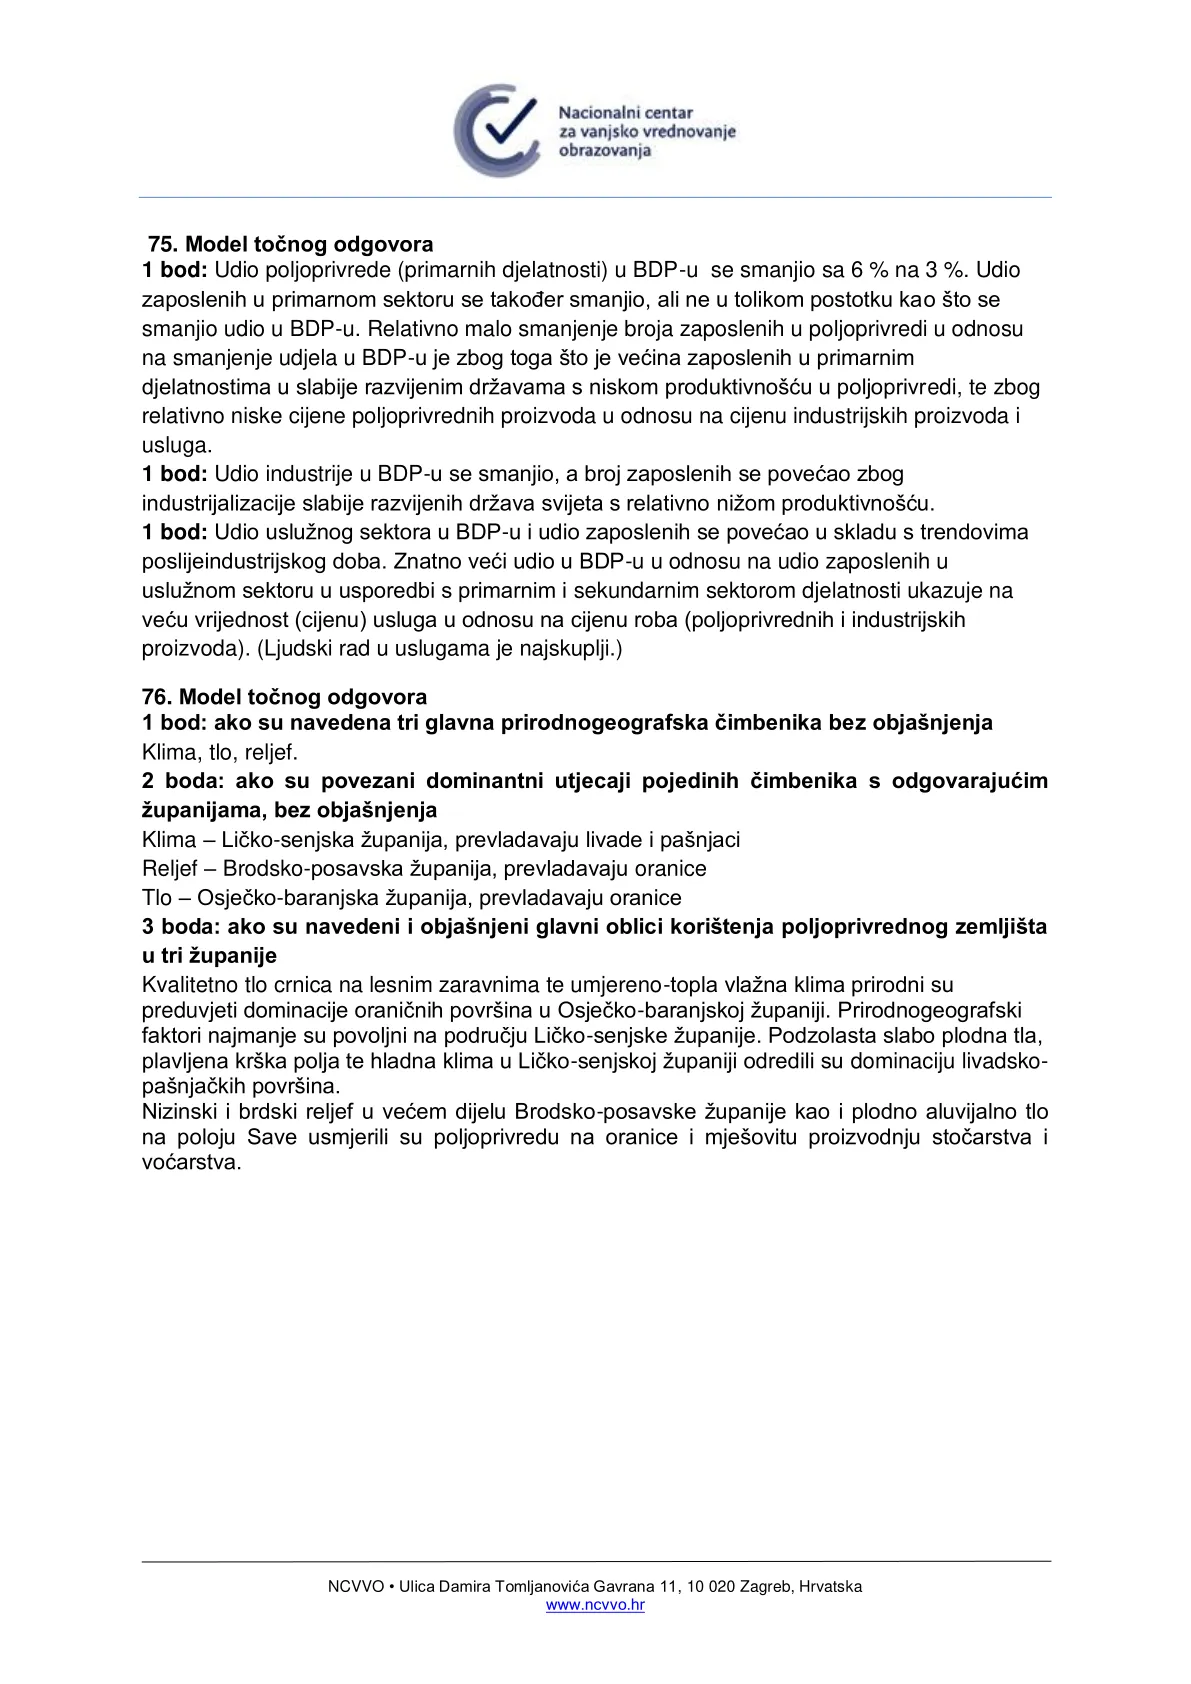 Nacionalni centar
za vanjsko vrednovanje
obrazovanja
75. Model točnog odgovora
1 bod: Udio poljoprivrede (primarnih djelatnosti) u BDP-u  se smanjio sa 6 % na 3 %. Udio
zaposlenih u primarnom sektoru se također smanjio, ali ne u tolikom postotku kao što se
smanjio udio u BDP-u. Relativno malo smanjenje broja zaposlenih u poljoprivredi u odnosu
na smanjenje udjela u BDP-u je zbog toga što je većina zaposlenih u primarnim
djelatnostima u slabije razvijenim državama s niskom produktivnošću u poljoprivredi, te zbog
relativno niske cijene poljoprivrednih proizvoda u odnosu na cijenu industrijskih proizvoda i
usluga.
1 bod: Udio industrije u BDP-u se smanjio, a broj zaposlenih se povećao zbog
industrijalizacije slabije razvijenih država svijeta s relativno nižom produktivnošću.
1 bod: Udio uslužnog sektora u BDP-u i udio zaposlenih se povećao u skladu s trendovima
poslijeindustrijskog doba. Znatno veći udio u BDP-u u odnosu na udio zaposlenih u
uslužnom sektoru u usporedbi s primarnim i sekundarnim sektorom djelatnosti ukazuje na
veću vrijednost (cijenu) usluga u odnosu na cijenu roba (poljoprivrednih i industrijskih
proizvoda). (Ljudski rad u uslugama je najskuplji.)
76. Model točnog odgovora
1 bod: ako su navedena tri glavna prirodnogeografska čimbenika bez objašnjenja
Klima, tlo, reljef.
2 boda: ako su povezani dominantni utjecaji pojedinih čimbenika s odgovarajućim
županijama, bez objašnjenja
Klima – Ličko-senjska županija, prevladavaju livade i pašnjaci
Reljef – Brodsko-posavska županija, prevladavaju oranice
Tlo – Osječko-baranjska županija, prevladavaju oranice
3 boda: ako su navedeni i objašnjeni glavni oblici korištenja poljoprivrednog zemljišta
u tri županije
Kvalitetno tlo crnica na lesnim zaravnima te umjereno-topla vlažna klima prirodni su
preduvjeti dominacije oraničnih površina u Osječko-baranjskoj županiji. Prirodnogeografski
faktori najmanje su povoljni na području Ličko-senjske županije. Podzolasta slabo plodna tla,
plavljena krška polja te hladna klima u Ličko-senjskoj županiji odredili su dominaciju livadsko-
pašnjačkih površina.
Nizinski i brdski reljef u većem dijelu Brodsko-posavske županije kao i plodno aluvijalno tlo
na poloju Save usmjerili su poljoprivredu na oranice i mješovitu proizvodnju stočarstva i
voćarstva.
NCVVO • Ulica Damira Tomljanovića Gavrana 11, 10 020 Zagreb, Hrvatska
www.ncvvo.hr